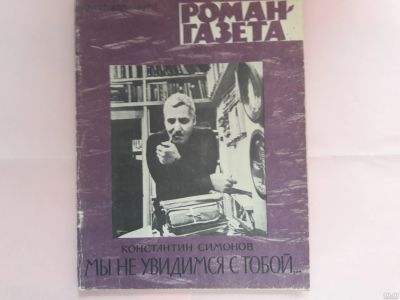 РОМАН-
ГАЗЕТА
КОНСТАНТИН СИМОНОВ
МЫ НЕ УВИДИМСЯ С ТОБОЙ...